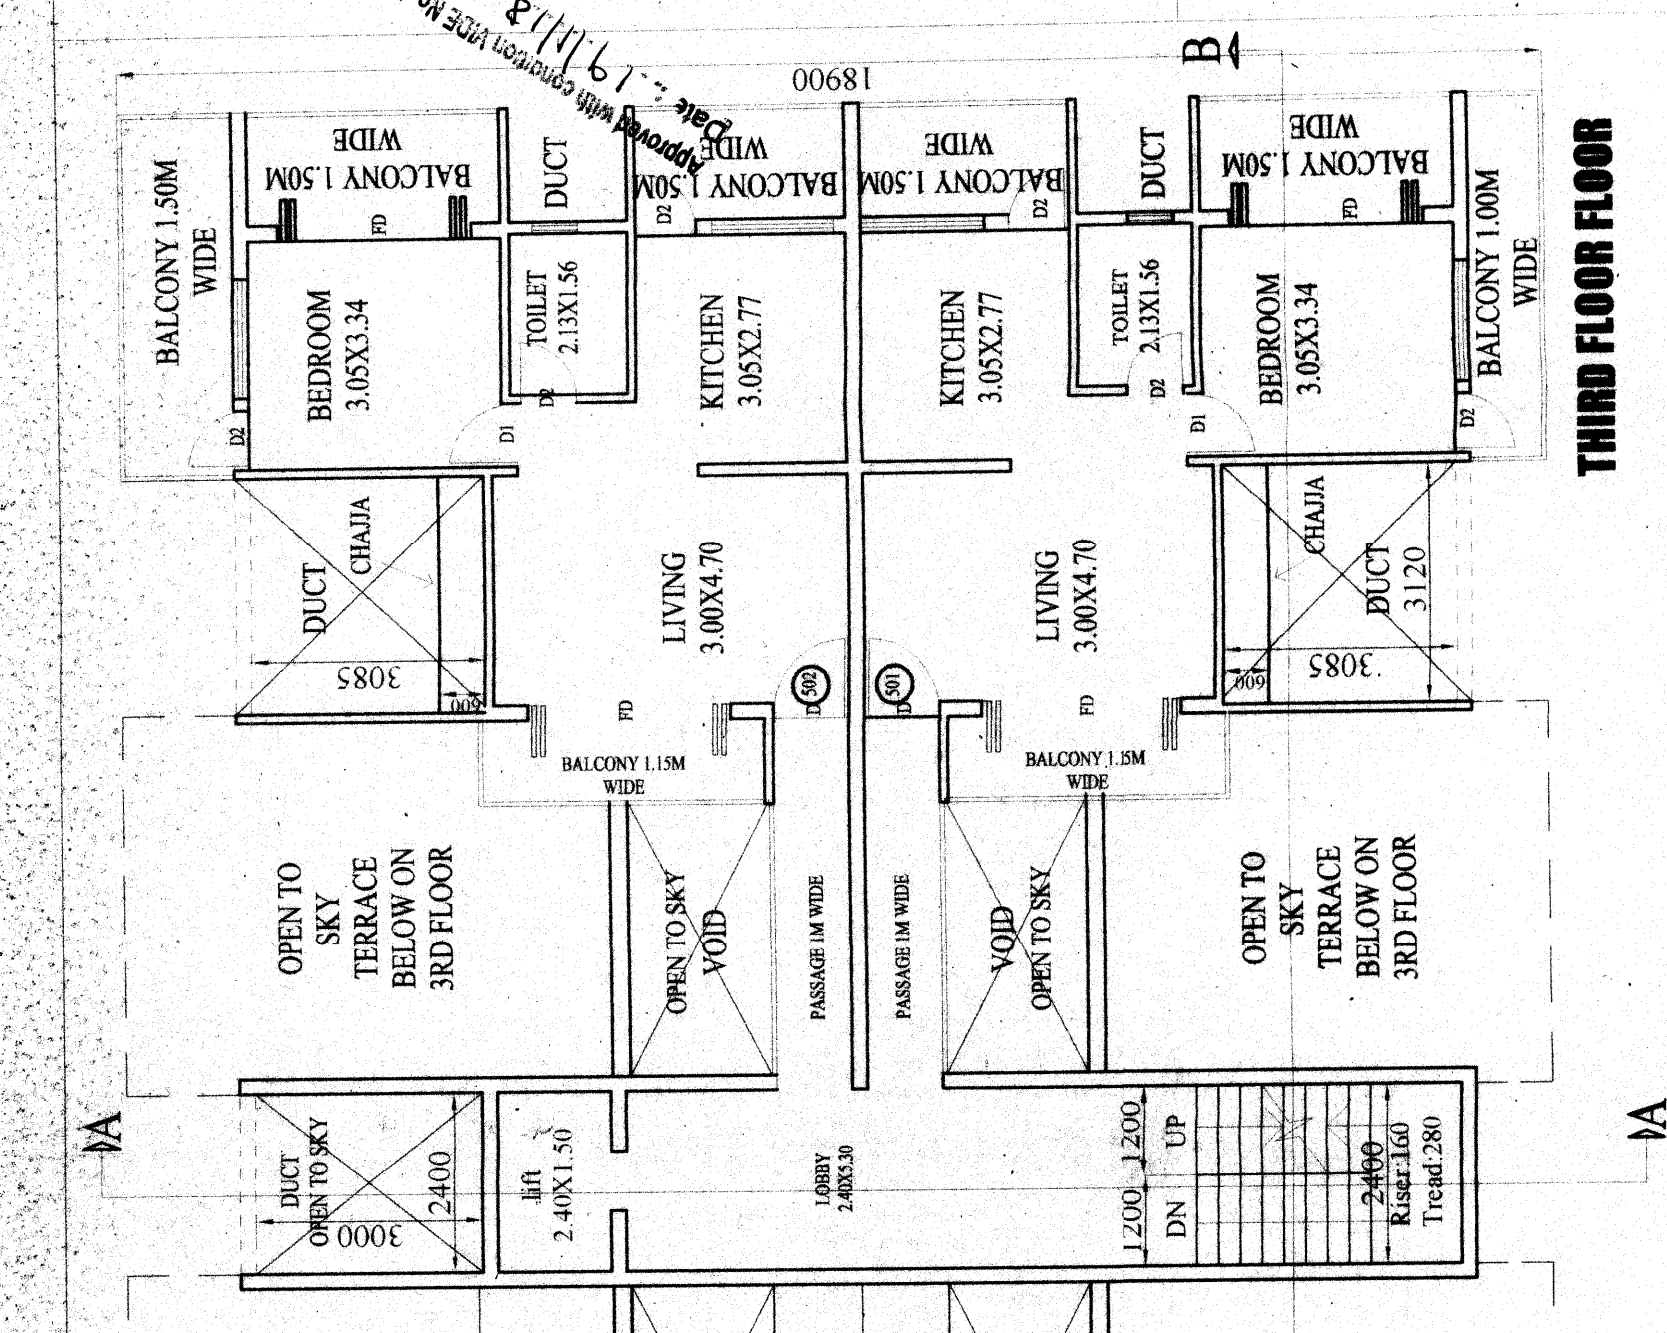 18900
B
Approved with condition VIDE No
Date
BALCONY 1.50M
WIDE
BALCONY 1.50M
WIDE
DUCT
BALCONY 1.50M
WIDE
BALCONY 1.50M
WIDE
DUCT
BALCONY 1.50M
WIDE
BALCONY 1.00M
WIDE
THIRD FLOOR FLOOR
FD
D2
D2
FD
BEDROOM
3.05X3.34
TOILET
2.13X1.56
KITCHEN
3.05X2.77
KITCHEN
3.05X2.77
TOILET
2.13X1.56
BEDROOM
3.05X3.34
D2
D1
D2
D2
D1
D2
DUCT
CHAJJA
3085
600
LIVING
3.00X4.70
LIVING
3.00X4.70
CHAJJA
DUCT
3120
3085
600
FD
502
D
501
D
FD
BALCONY 1.15M
WIDE
BALCONY 1.15M
WIDE
OPEN TO
SKY
TERRACE
BELOW ON
3RD FLOOR
OPEN TO SKY
VOID
PASSAGE 1M WIDE
PASSAGE 1M WIDE
VOID
OPEN TO SKY
OPEN TO
SKY
TERRACE
BELOW ON
3RD FLOOR
A
A
DUCT
OPEN TO SKY
3000
2400
lift
2.40X1.50
LOBBY
2.40X5.30
1200
1200
UP
DN
2400
Riser:160
Tread:280